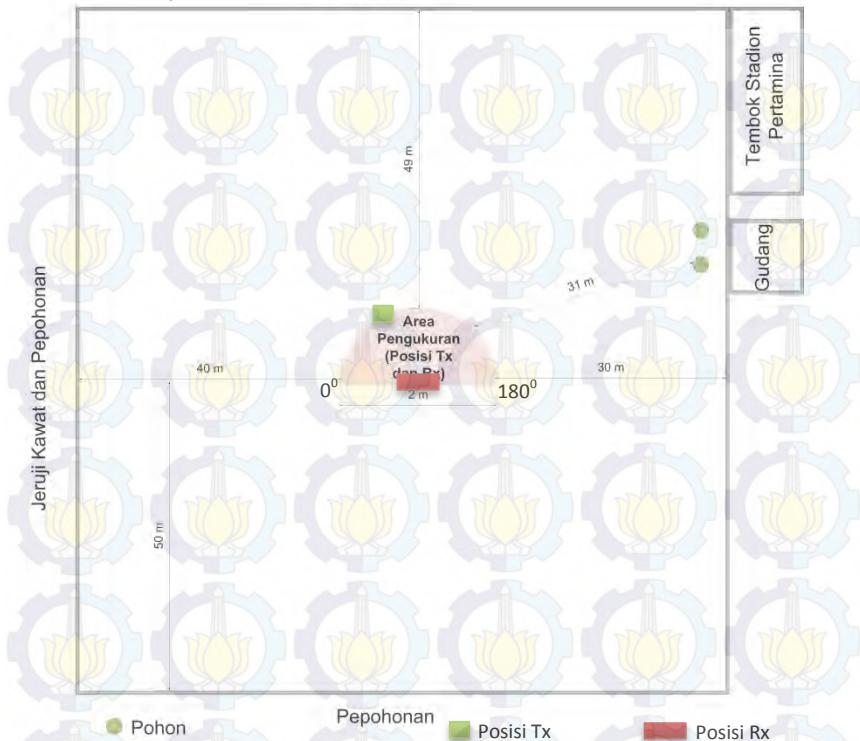 Tembok Stadion
Pertamina
49 m
Gudang
31 m
Jeruji Kawat dan Pepohonan
Area
Pengukuran
(Posisi Tx
dan Rx)
40 m
30 m
0⁰
2 m
180⁰
50 m
Pepohonan
Pohon
Posisi Tx
Posisi Rx